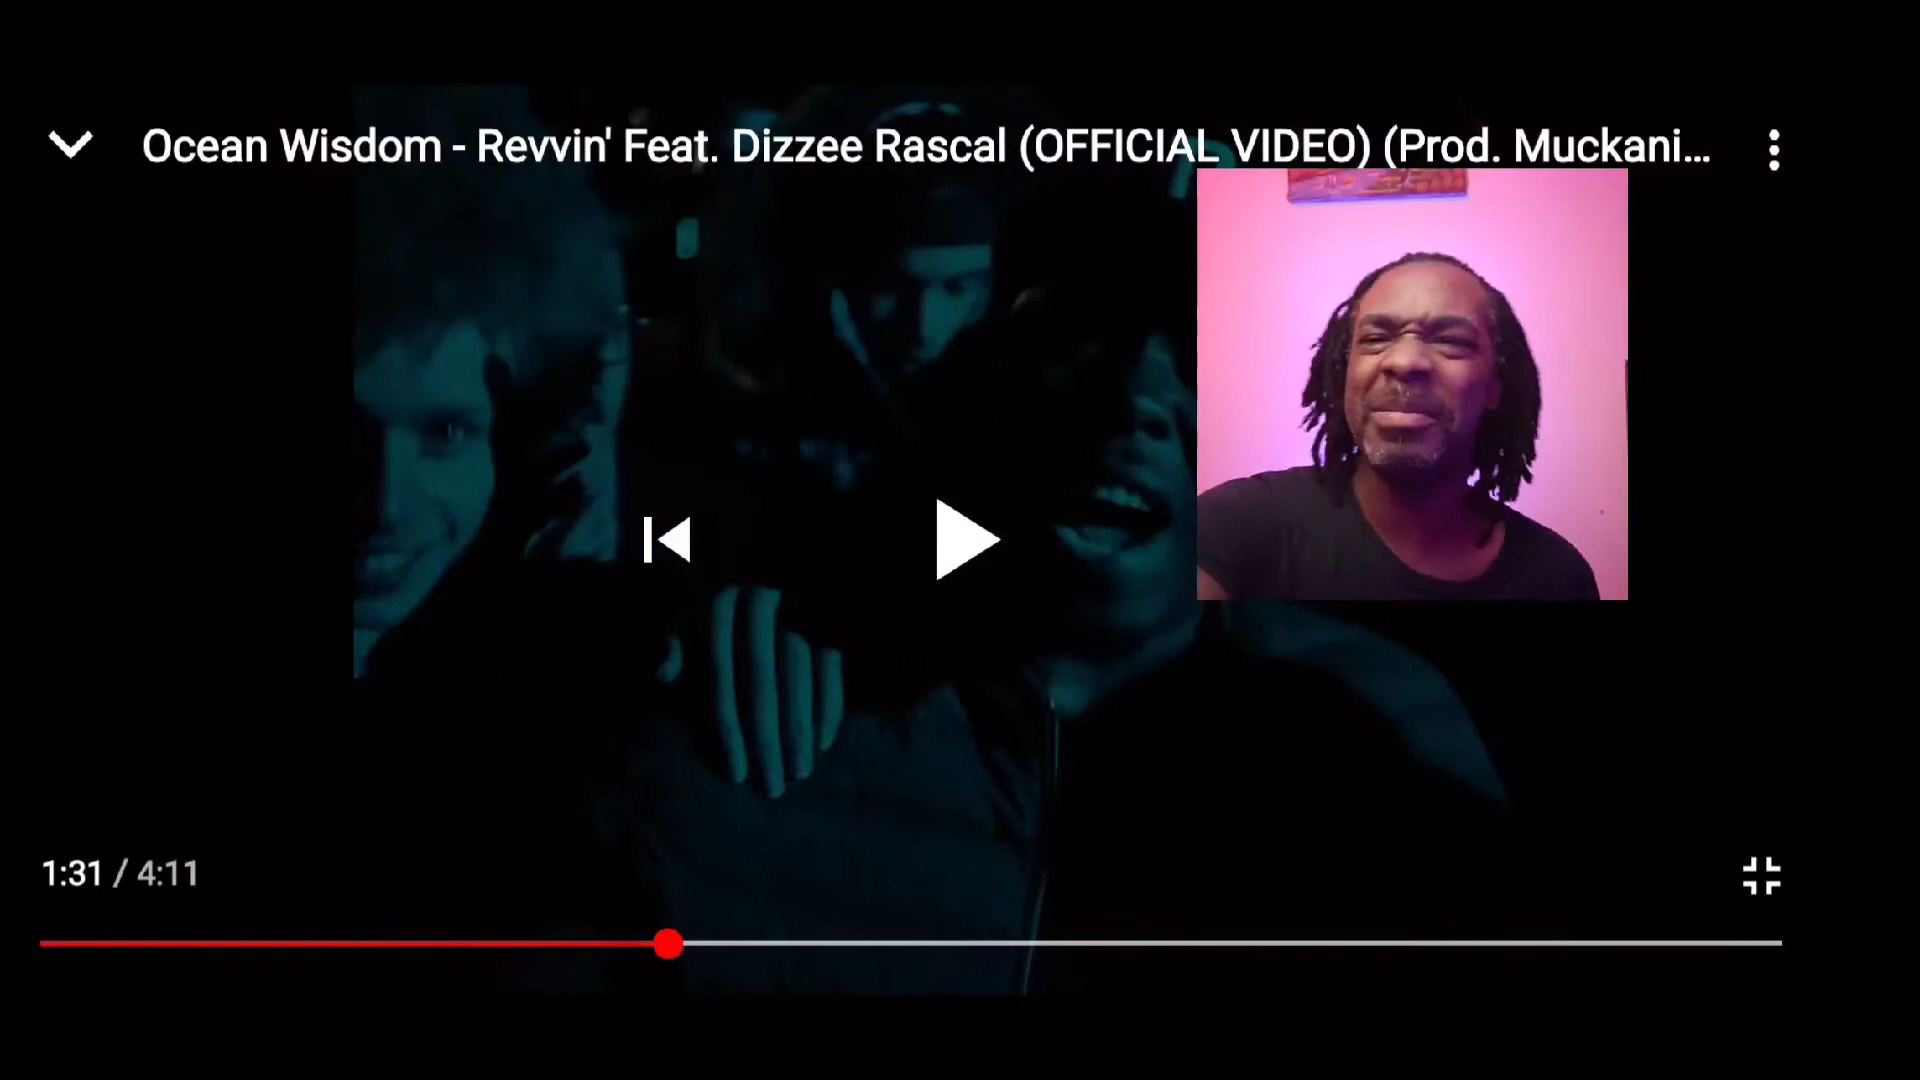 Ocean Wisdom - Revvin' Feat. Dizzee Rascal (OFFICIAL VIDEO) (Prod. Muckani...
1:31 / 4:11